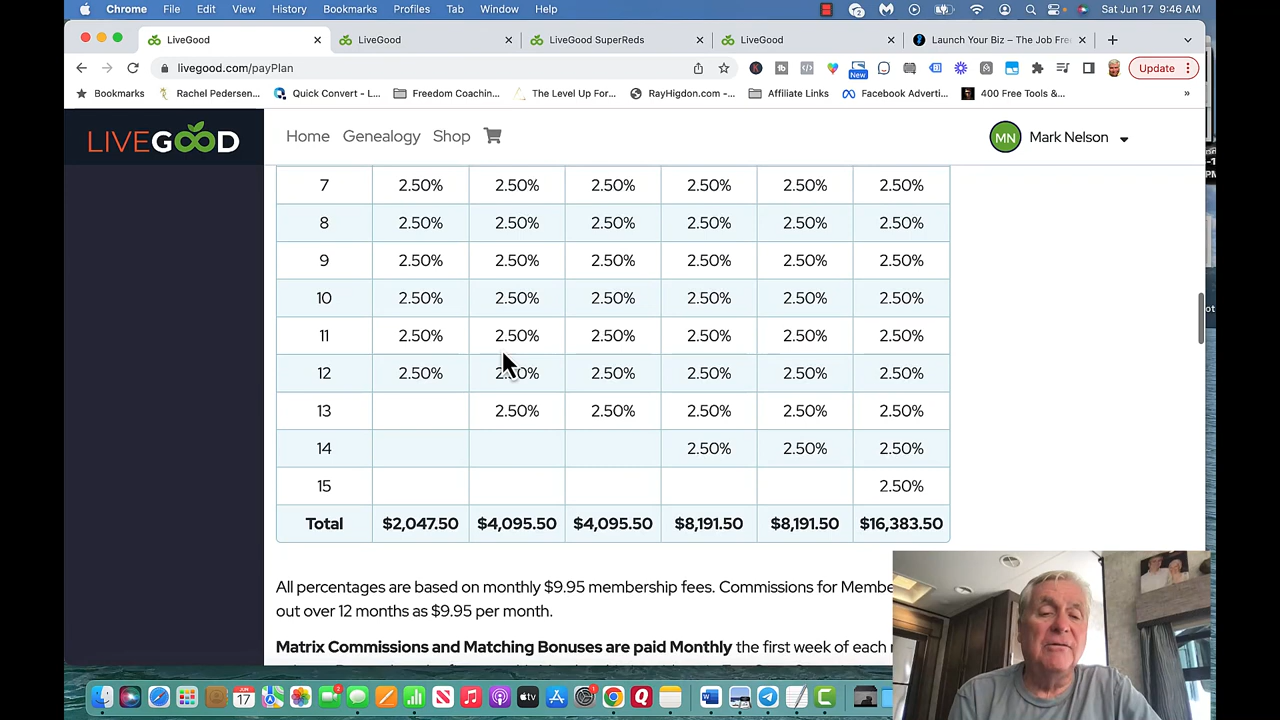 Chrome File Edit View History Bookmarks Profiles Tab Window Help Sat Jun 17 9:46 AM
LiveGood LiveGood LiveGood SuperReds LiveGood Launch Your Biz – The Job Free
livegood.com/payPlan New Update
Bookmarks Rachel Pedersen... Quick Convert - L... Freedom Coachin... The Level Up For... RayHigdon.com -... Affiliate Links Facebook Adverti... 400 Free Tools &... »
LIVEGOOD Home Genealogy Shop MN Mark Nelson
7 2.50% 2.50% 2.50% 2.50% 2.50% 2.50%
8 2.50% 2.50% 2.50% 2.50% 2.50% 2.50%
9 2.50% 2.50% 2.50% 2.50% 2.50% 2.50%
10 2.50% 2.50% 2.50% 2.50% 2.50% 2.50%
11 2.50% 2.50% 2.50% 2.50% 2.50% 2.50%
12 2.50% 2.50% 2.50% 2.50% 2.50% 2.50%
13 2.50% 2.50% 2.50% 2.50% 2.50%
14 2.50% 2.50% 2.50%
15 2.50%
Total $2,047.50 $4,095.50 $4,095.50 $8,191.50 $8,191.50 $16,383.50
All percentages are based on monthly $9.95 membership fees. Commissions for Membe
out over 12 months as $9.95 per month.
Matrix Commissions and Matching Bonuses are paid Monthly the first week of each